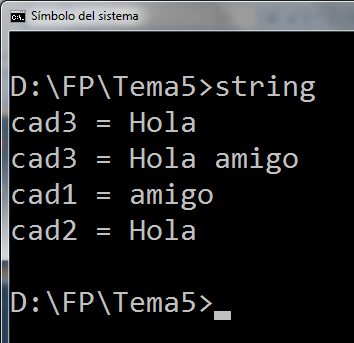 Símbolo del sistema
D:\FP\Tema5>string
cad3 = Hola
cad3 = Hola amigo
cad1 = amigo
cad2 = Hola
D:\FP\Tema5>_